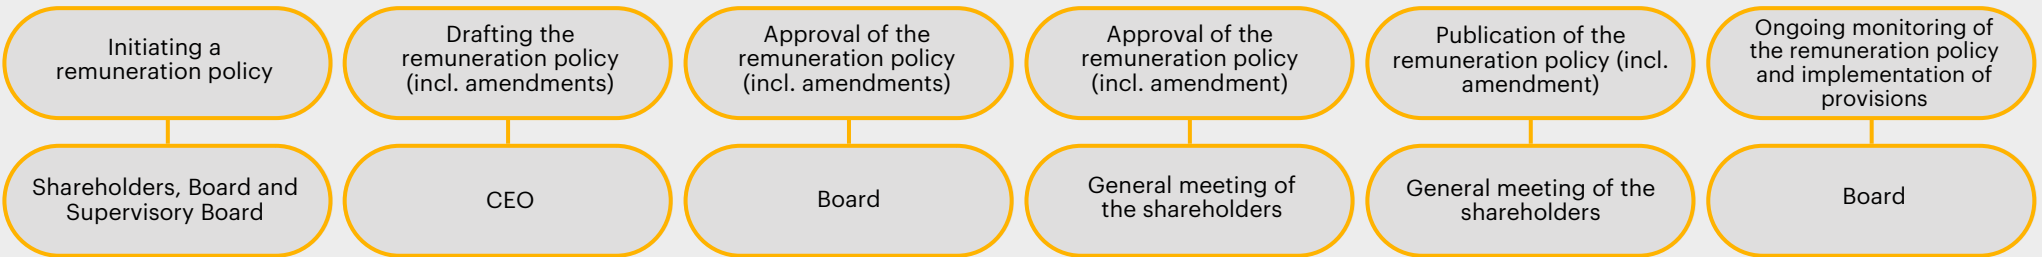 Initiating a
remuneration policy
Drafting the
remuneration policy
(incl. amendments)
Approval of the
remuneration policy
(incl. amendments)
Approval of the
remuneration policy
(incl. amendment)
Publication of the
remuneration policy (incl.
amendment)
Ongoing monitoring of
the remuneration policy
and implementation of
provisions
Shareholders, Board and
Supervisory Board
CEO
Board
General meeting of
the shareholders
General meeting of the
shareholders
Board